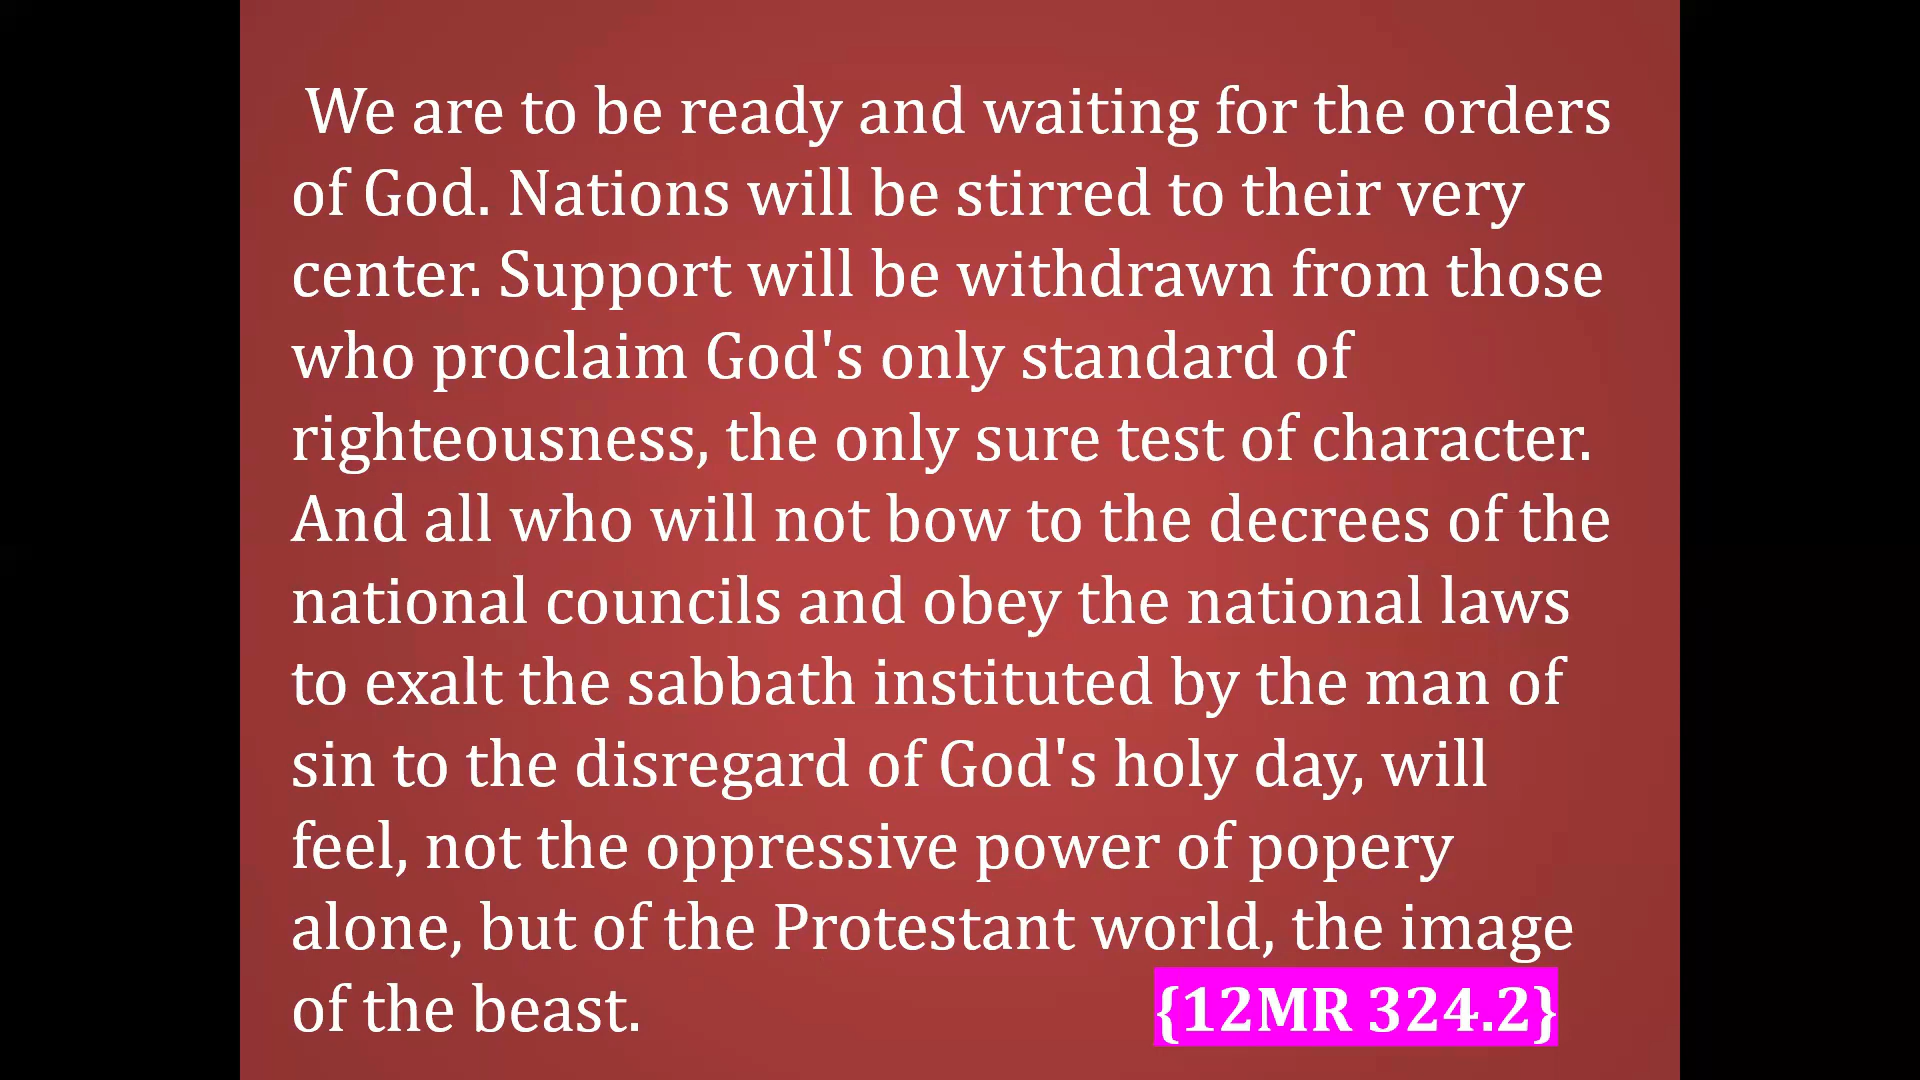 We are to be ready and waiting for the orders
of God. Nations will be stirred to their very
center. Support will be withdrawn from those
who proclaim God's only standard of
righteousness, the only sure test of character.
And all who will not bow to the decrees of the
national councils and obey the national laws
to exalt the sabbath instituted by the man of
sin to the disregard of God's holy day, will
feel, not the oppressive power of popery
alone, but of the Protestant world, the image
of the beast. {12MR 324.2}